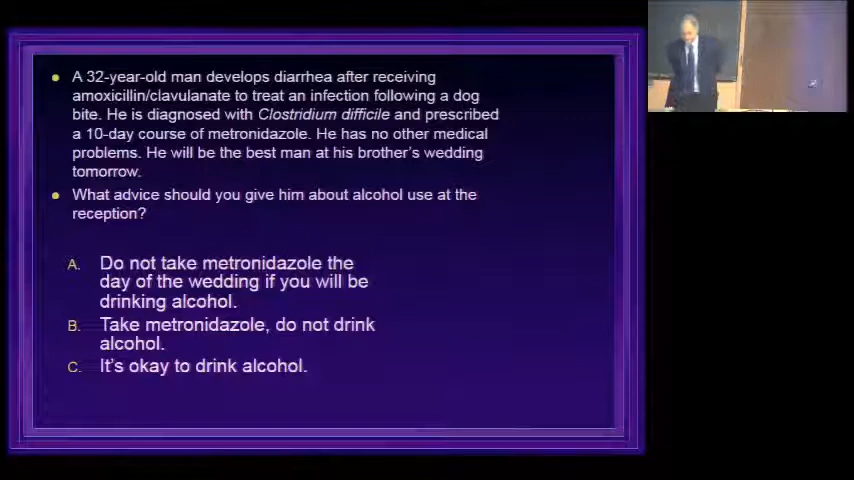 A 32-year-old man develops diarrhea after receiving
amoxicillin/clavulanate to treat an infection following a dog
bite. He is diagnosed with Clostridium difficile and prescribed
a 10-day course of metronidazole. He has no other medical
problems. He will be the best man at his brother's wedding
tomorrow.
What advice should you give him about alcohol use at the
reception?
A. Do not take metronidazole the
day of the wedding if you will be
drinking alcohol.
B. Take metronidazole, do not drink
alcohol.
C. It's okay to drink alcohol.